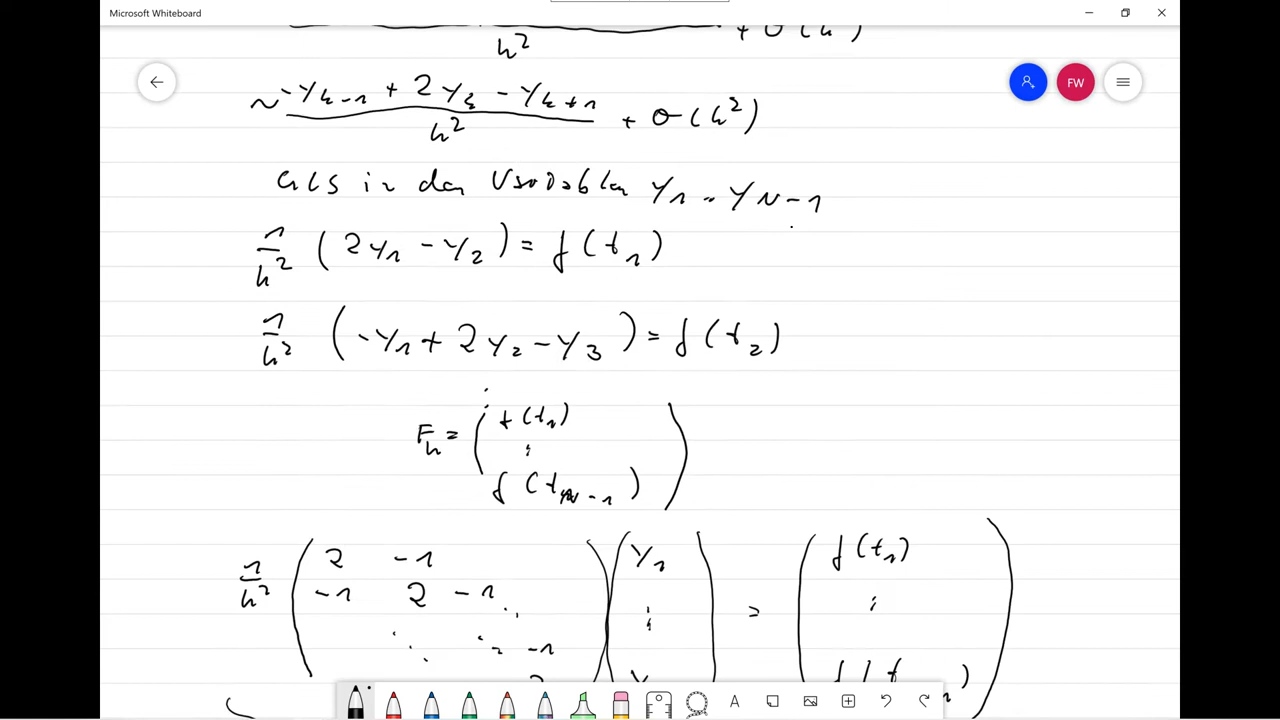 Microsoft Whiteboard
h² + O(h²)
FW
~ -y_{k-1} + 2y_k - y_{k+1} / h² + O(h²)
GLS in den Variablen y_1 .. y_{N-1}
1/h² (2y_1 - y_2) = f(t_1)
1/h² (-y_1 + 2y_2 - y_3) = f(t_2)
⋮
F_h = ( f(t_1)
⋮
f(t_{N-1}) )
1/h² ( 2 -1 ) ( y_1 ) = ( f(t_1) )
-1 2 -1 ⋱ ⋮ ⋮
⋱ ⋱ -1
2
A